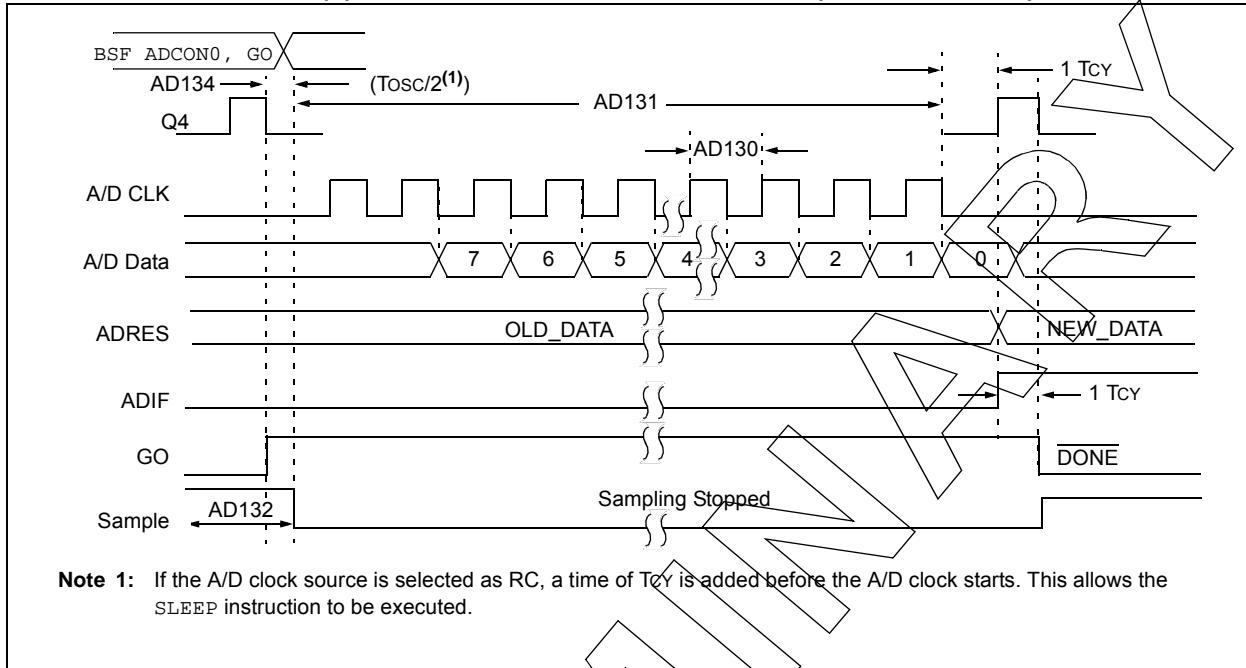 BSF ADCON0, GO
AD134
(TOSC/2(1))
1 TCY
AD131
Q4
AD130
A/D CLK
A/D Data
7 6 5 4 3 2 1 0
ADRES
OLD_DATA
NEW_DATA
ADIF
1 TCY
GO
DONE
Sampling Stopped
Sample
AD132
Note 1: If the A/D clock source is selected as RC, a time of TCY is added before the A/D clock starts. This allows the
SLEEP instruction to be executed.